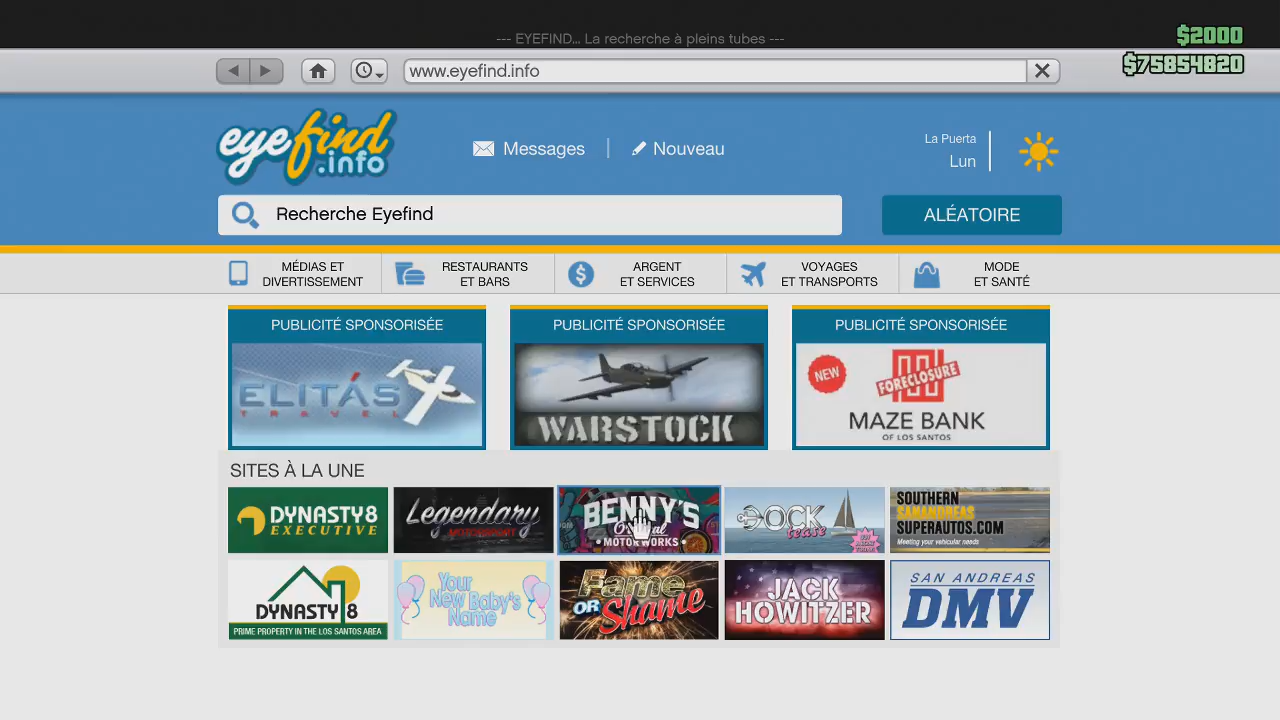 --- EYEFIND... La recherche à pleins tubes ---
$2000
$75854820
www.eyefind.info
eyefind
.info
Messages
Nouveau
La Puerta
Lun
Recherche Eyefind
ALÉATOIRE
MÉDIAS ET
DIVERTISSEMENT
RESTAURANTS
ET BARS
ARGENT
ET SERVICES
VOYAGES
ET TRANSPORTS
MODE
ET SANTÉ
PUBLICITÉ SPONSORISÉE
PUBLICITÉ SPONSORISÉE
PUBLICITÉ SPONSORISÉE
ELITÁS
TRAVEL
WARSTOCK
NEW
FORECLOSURE
MAZE BANK
OF LOS SANTOS
SITES À LA UNE
DYNASTY8
EXECUTIVE
Legendary
MOTORSPORT
BENNY'S
Original
MOTORWORKS
DOCK
tease
SOUTHERN
SANANDREAS
SUPERAUTOS.COM
Meeting your vehicular needs
DYNASTY 8
PRIME PROPERTY IN THE LOS SANTOS AREA
Your
New Baby's
Name
Fame
OR Shame
JACK
HOWITZER
SAN ANDREAS
DMV